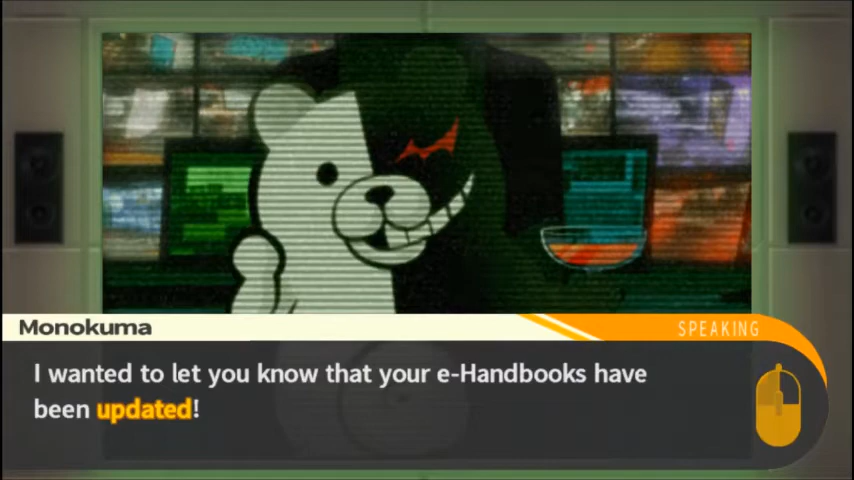 Monokuma
SPEAKING
I wanted to let you know that your e-Handbooks have
been updated!